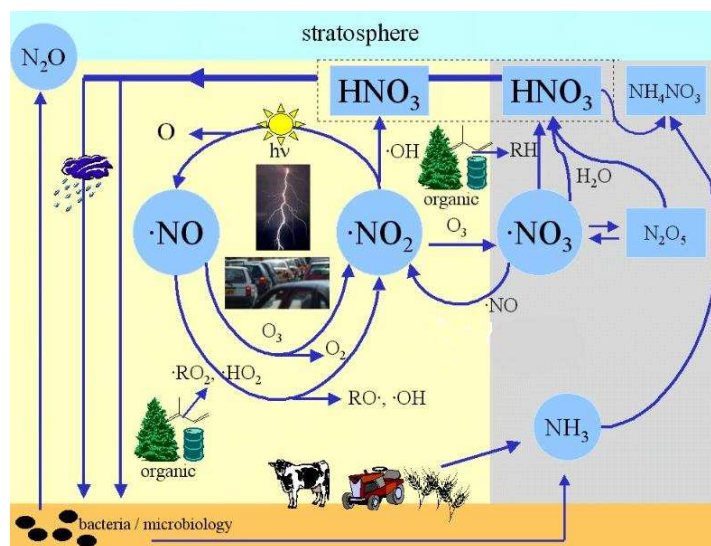 stratosphere
N₂O
HNO₃
HNO₃
NH₄NO₃
O
hν
·OH
RH
organic
H₂O
·NO
·NO₂
O₃
·NO₃
N₂O₅
·NO
O₃
O₂
·RO₂, ·HO₂
RO·, ·OH
organic
NH₃
bacteria / microbiology